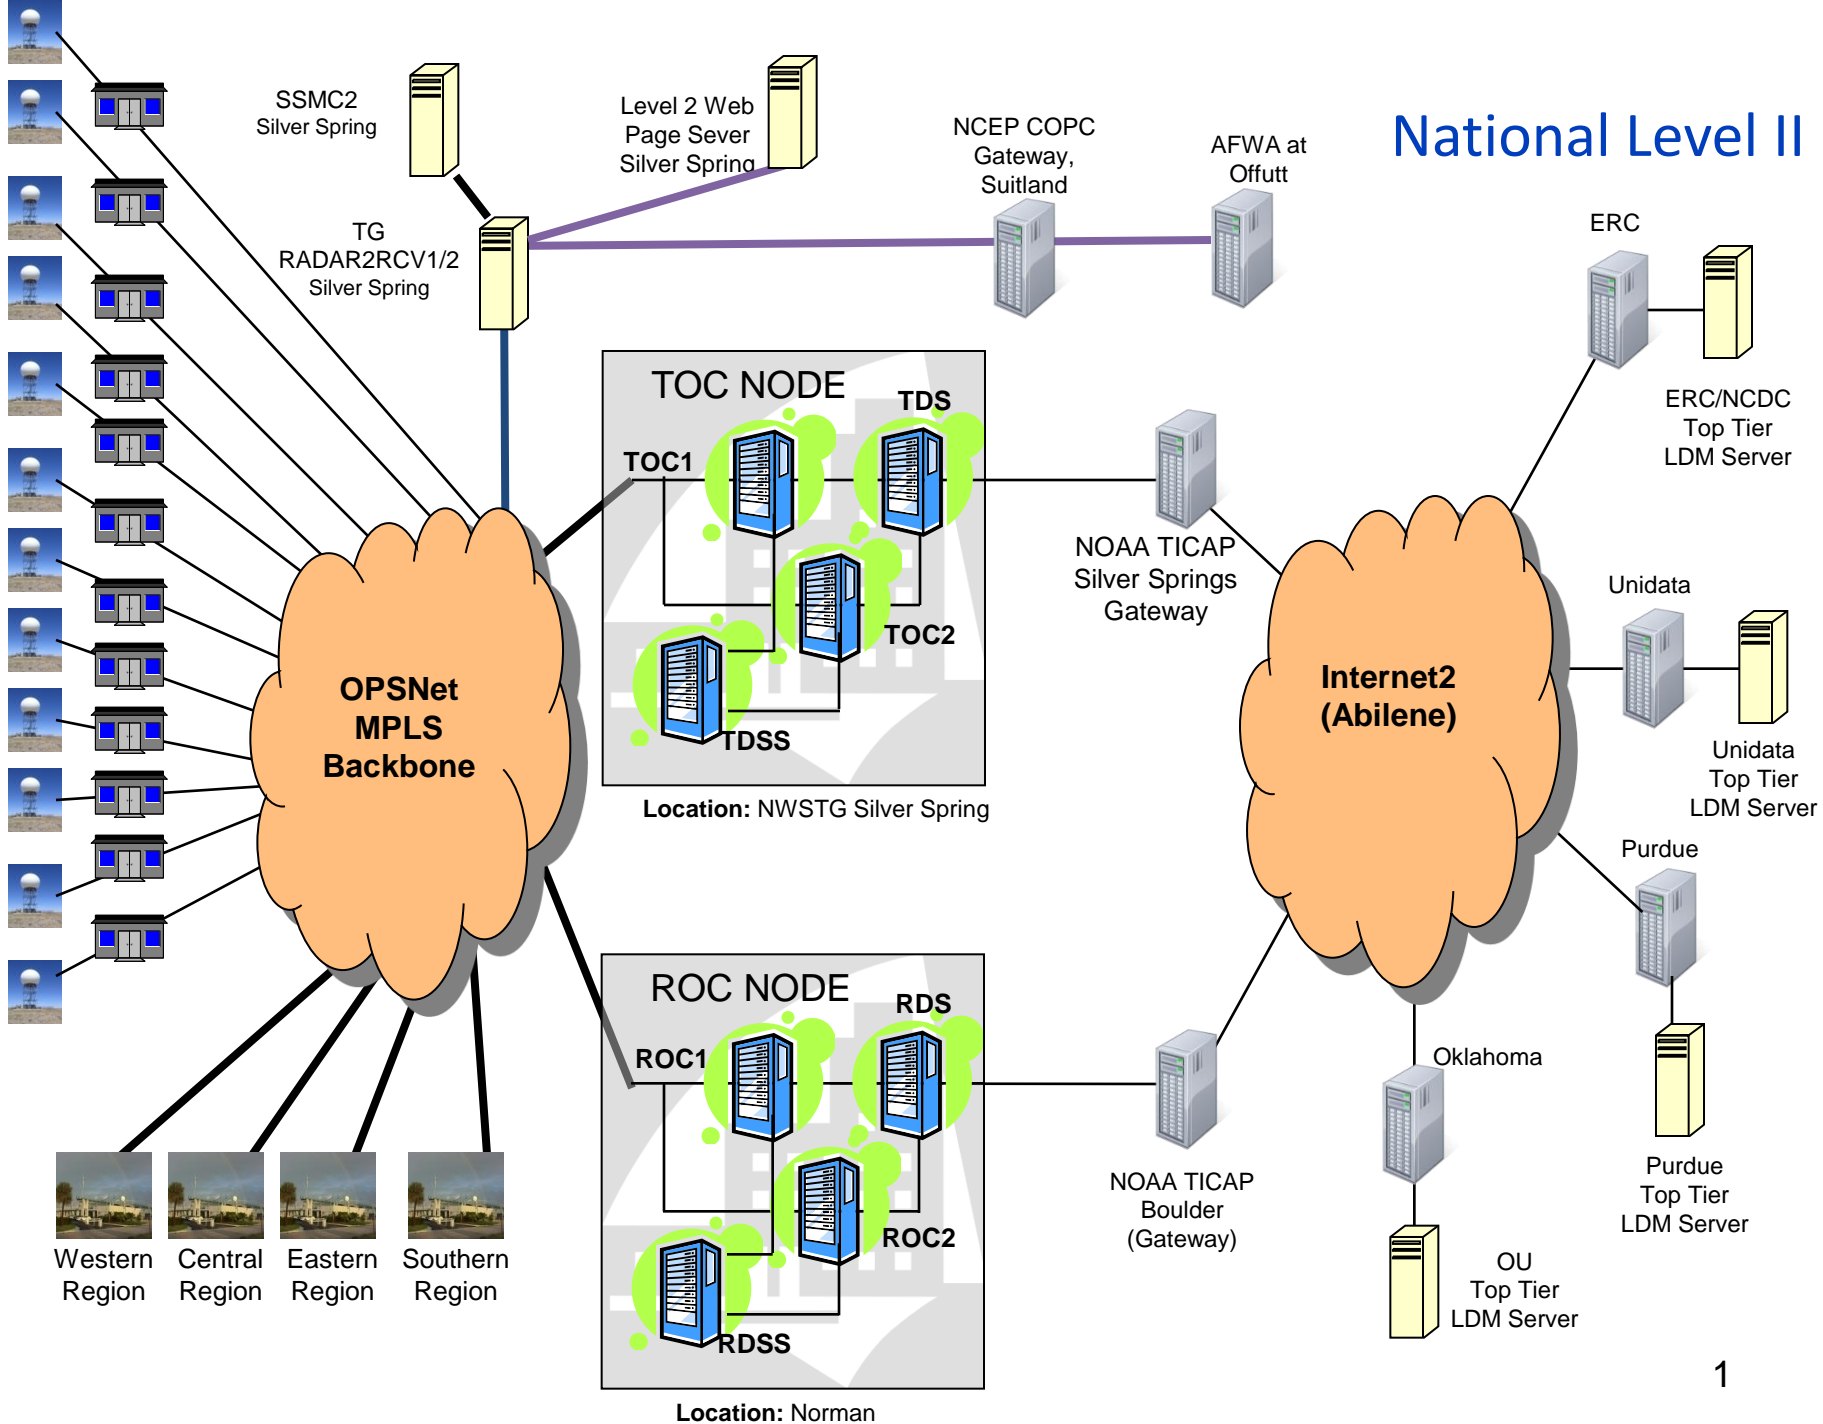 National Level II
SSMC2
Silver Spring
Level 2 Web
Page Sever
Silver Spring
NCEP COPC
Gateway,
Suitland
AFWA at
Offutt
TG
RADAR2RCV1/2
Silver Spring
ERC
ERC/NCDC
Top Tier
LDM Server
TOC NODE
TDS
TOC1
TOC2
TDSS
Location: NWSTG Silver Spring
NOAA TICAP
Silver Springs
Gateway
OPSNet
MPLS
Backbone
Internet2
(Abilene)
Unidata
Unidata
Top Tier
LDM Server
Purdue
Purdue
Top Tier
LDM Server
ROC NODE
RDS
ROC1
ROC2
RDSS
Location: Norman
NOAA TICAP
Boulder
(Gateway)
Oklahoma
OU
Top Tier
LDM Server
Western
Region
Central
Region
Eastern
Region
Southern
Region
1